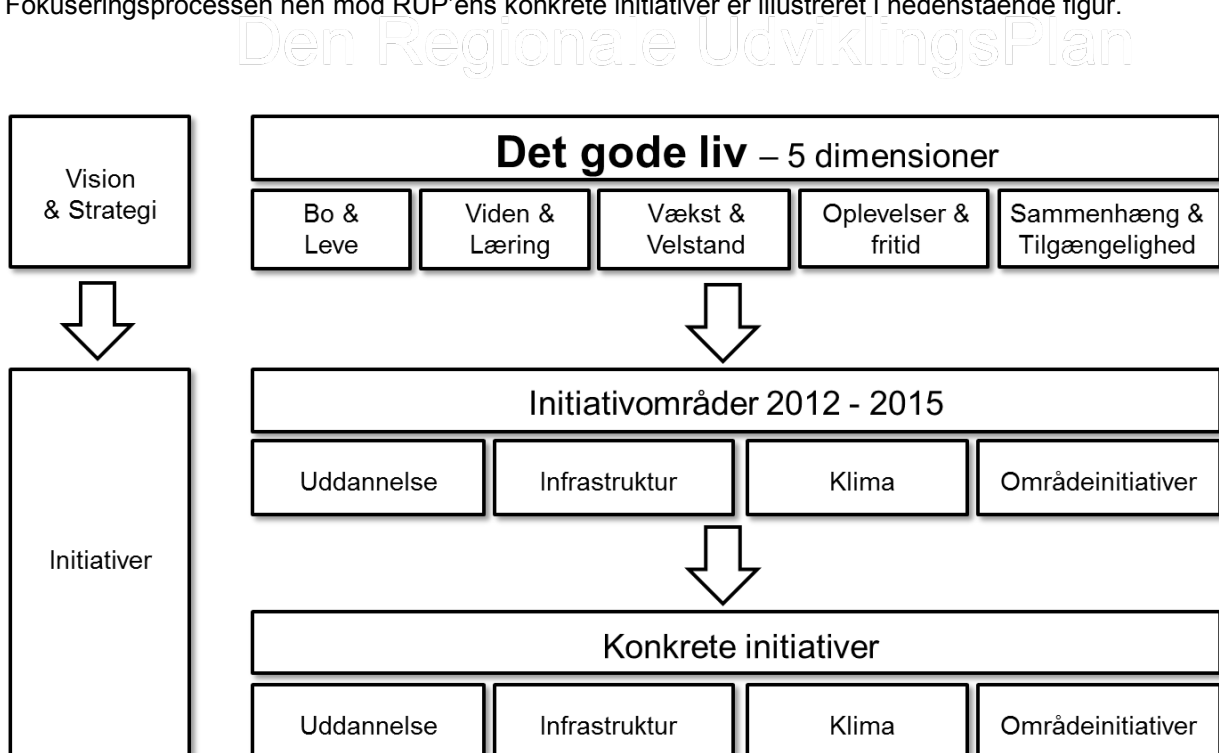 Fokuseringsprocessen hen mod RUP'ens konkrete initiativer er illustreret i nedenstående figur.
Den Regionale UdviklingsPlan
Vision
& Strategi
Det gode liv – 5 dimensioner
Bo &
Leve
Viden &
Læring
Vækst &
Velstand
Oplevelser &
fritid
Sammenhæng &
Tilgængelighed
Initiativer
Initiativområder 2012 - 2015
Uddannelse
Infrastruktur
Klima
Områdeinitiativer
Konkrete initiativer
Uddannelse
Infrastruktur
Klima
Områdeinitiativer